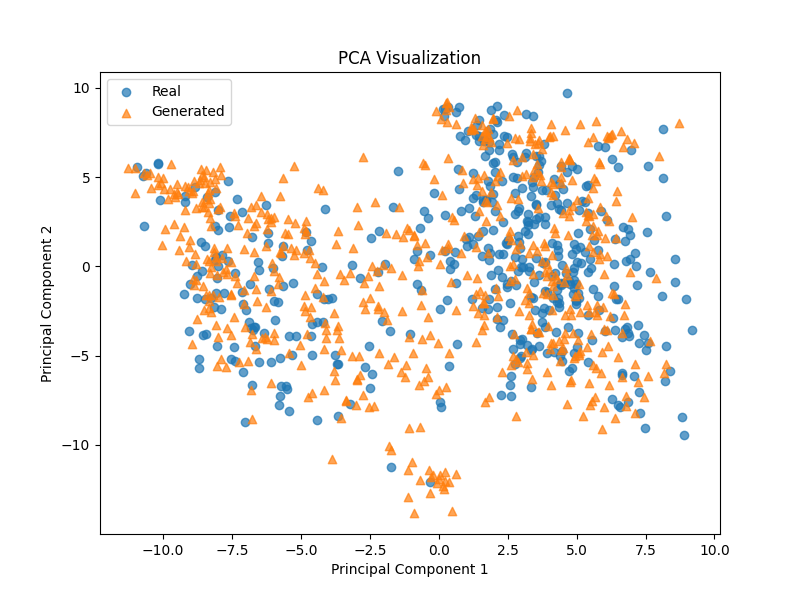 PCA Visualization
Real
Generated
10
5
0
−5
−10
Principal Component 2
−10.0 −7.5 −5.0 −2.5 0.0 2.5 5.0 7.5 10.0
Principal Component 1